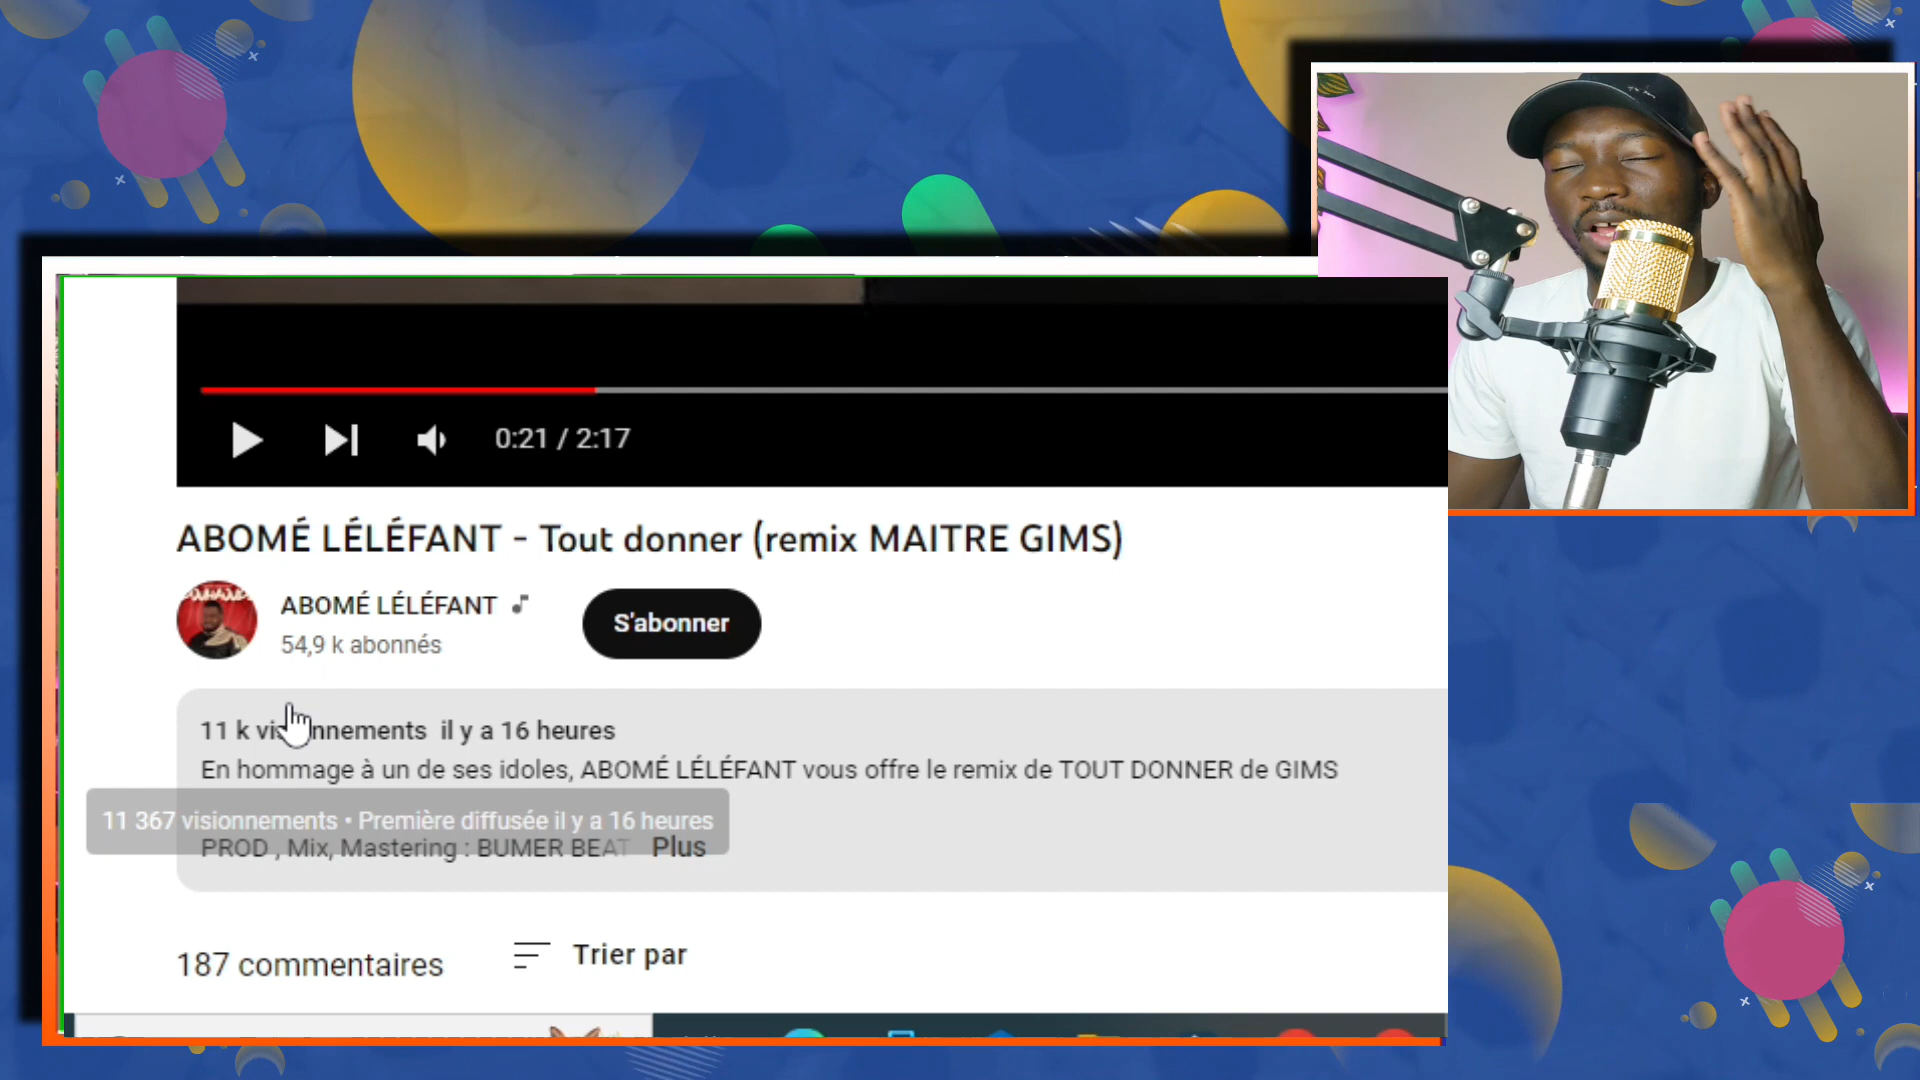 0:21 / 2:17
ABOMÉ LÉLÉFANT - Tout donner (remix MAITRE GIMS)
ABOMÉ LÉLÉFANT
54,9 k abonnés
S'abonner
11 k visionnements il y a 16 heures
En hommage à un de ses idoles, ABOMÉ LÉLÉFANT vous offre le remix de TOUT DONNER de GIMS
11 367 visionnements • Première diffusée il y a 16 heures
PROD , Mix, Mastering : BUMER BEAT Plus
187 commentaires
Trier par